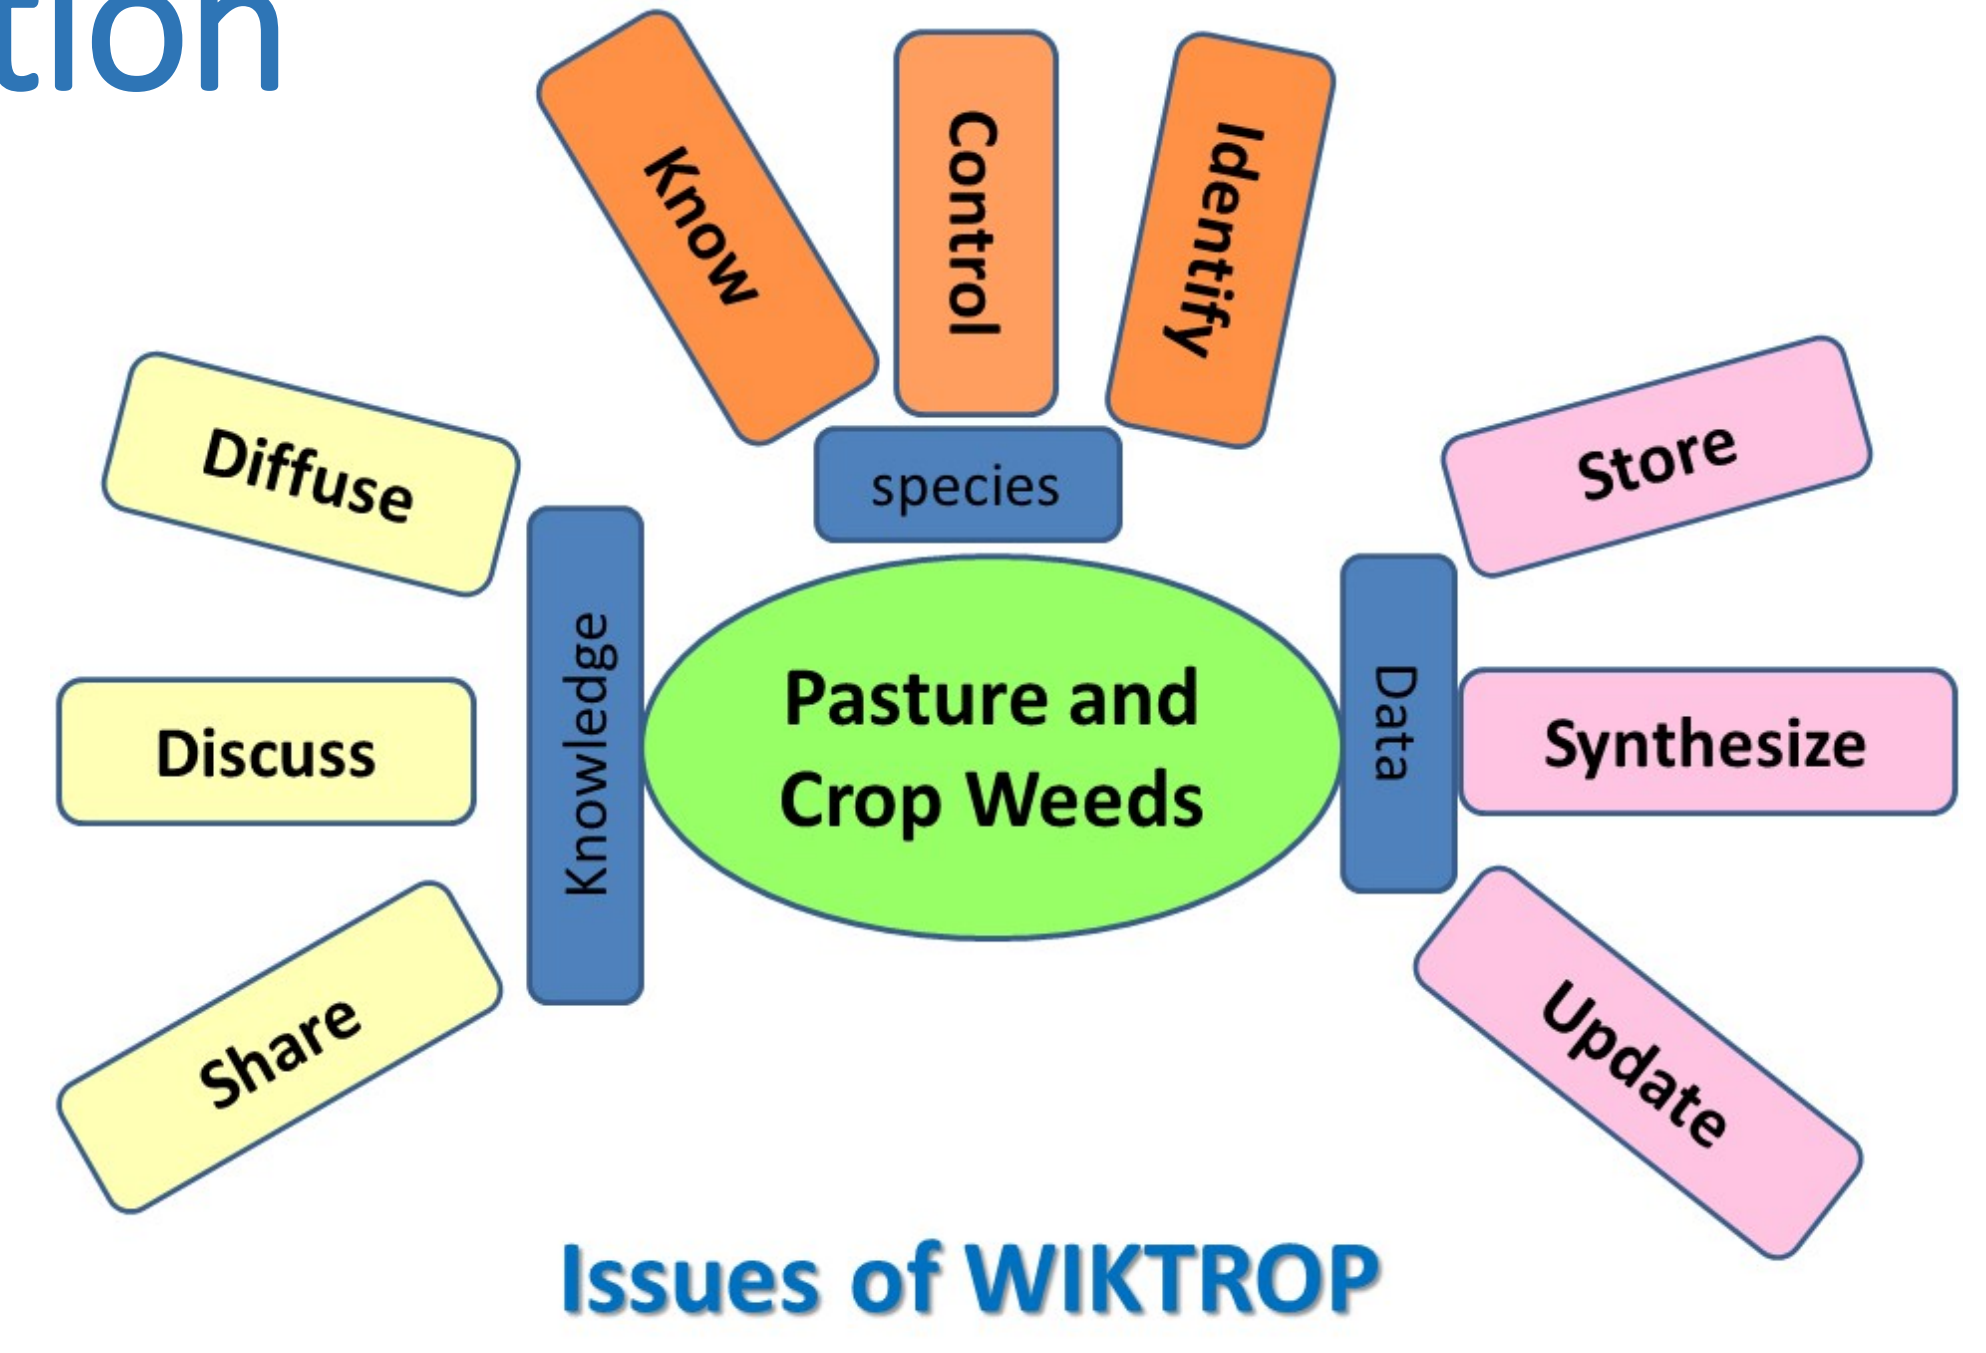 tion
Know
Control
Identify
Diffuse
species
Store
Knowledge
Pasture and
Crop Weeds
Data
Discuss
Synthesize
Share
Update
Issues of WIKTROP